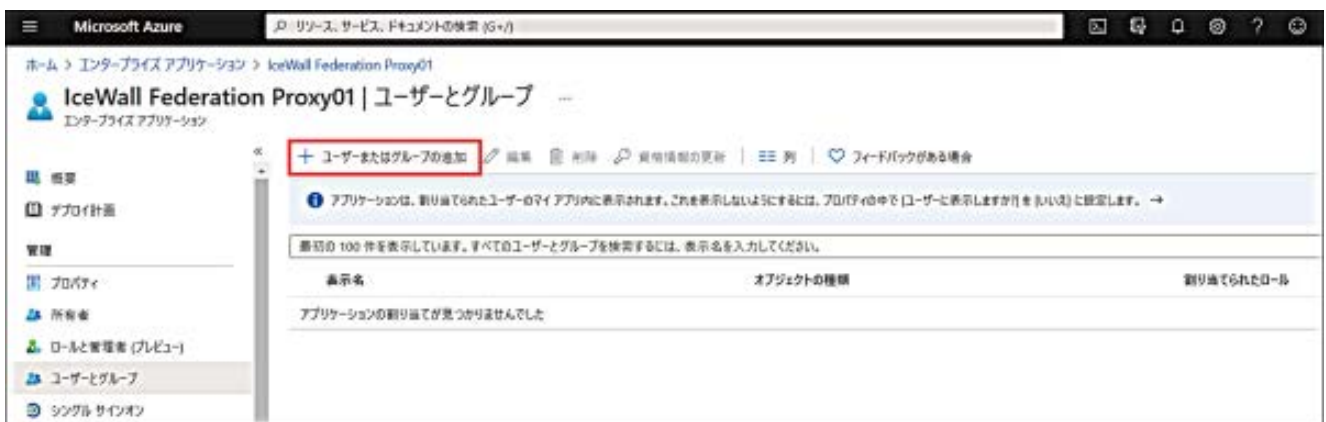 Microsoft Azure
リソース、サービス、ドキュメントの検索 (G+/)
ホーム > エンタープライズ アプリケーション > IceWall Federation Proxy01
IceWall Federation Proxy01 | ユーザーとグループ ...
エンタープライズ アプリケーション
«
+ ユーザーまたはグループの追加 編集 削除 資格情報の更新 | 列 | フィードバックがある場合
概要
デプロイ計画
アプリケーションは、割り当てられたユーザーのマイ アプリ内に表示されます。これを表示しないようにするには、プロパティの中で [ユーザーに表示しますか?] を [いいえ] に設定します。 →
管理
最初の 100 件を表示しています。すべてのユーザーとグループを検索するには、表示名を入力してください。
プロパティ
表示名 オブジェクトの種類 割り当てられたロール
所有者
アプリケーションの割り当てが見つかりませんでした
ロールと管理者 (プレビュー)
ユーザーとグループ
シングル サインオン